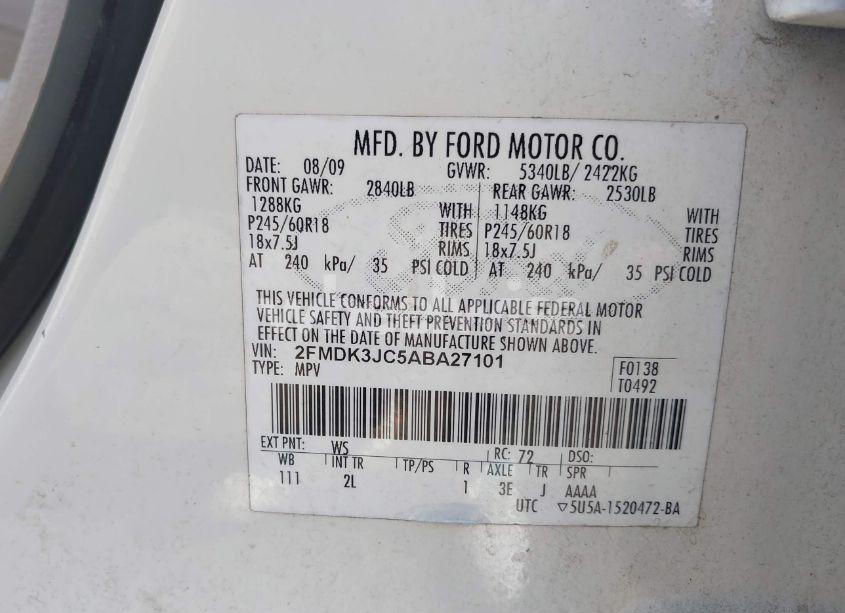 MFD. BY FORD MOTOR CO.
DATE: 08/09 GVWR: 5340LB/ 2422KG
FRONT GAWR: 2840LB REAR GAWR: 2530LB
1288KG WITH 1148KG WITH
P245/60R18 TIRES P245/60R18 TIRES
18x7.5J RIMS 18x7.5J RIMS
AT 240 kPa/ 35 PSI COLD AT 240 kPa/ 35 PSI COLD
THIS VEHICLE CONFORMS TO ALL APPLICABLE FEDERAL MOTOR
VEHICLE SAFETY AND THEFT PREVENTION STANDARDS IN
EFFECT ON THE DATE OF MANUFACTURE SHOWN ABOVE.
VIN: 2FMDK3JC5ABA27101
TYPE: MPV
F0138
T0492
EXT PNT: WS RC: 72 DSO:
WB INT TR TP/PS R AXLE TR SPR
111 2L 1 3E J AAAA
UTC ▽5U5A-1520472-BA